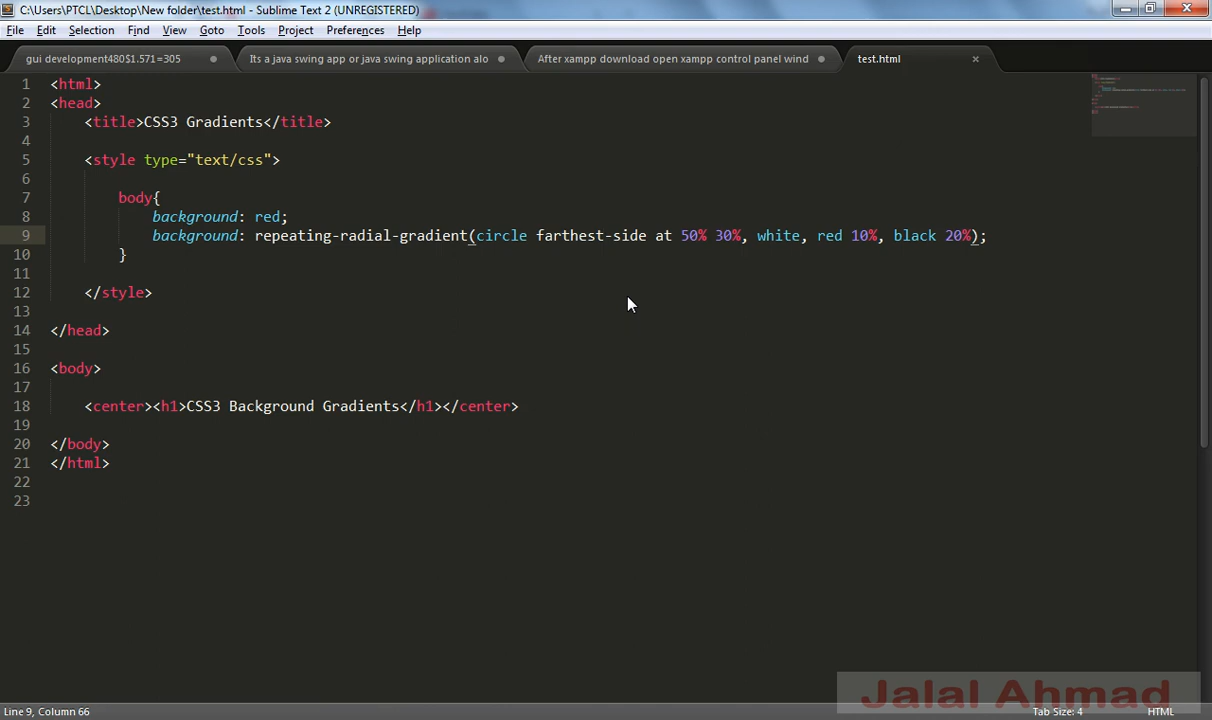 C:\Users\PTCL\Desktop\New folder\test.html - Sublime Text 2 (UNREGISTERED)
File Edit Selection Find View Goto Tools Project Preferences Help
gui development480$1.571=305 Its a java swing app or java swing application alo After xampp download open xampp control panel wind test.html
1 <html>
2 <head>
3 <title>CSS3 Gradients</title>
4
5 <style type="text/css">
6
7 body{
8 background: red;
9 background: repeating-radial-gradient(circle farthest-side at 50% 30%, white, red 10%, black 20%);
10 }
11
12 </style>
13
14 </head>
15
16 <body>
17
18 <center><h1>CSS3 Background Gradients</h1></center>
19
20 </body>
21 </html>
22
23
Jalal Ahmad
Line 9, Column 66 Tab Size: 4 HTML